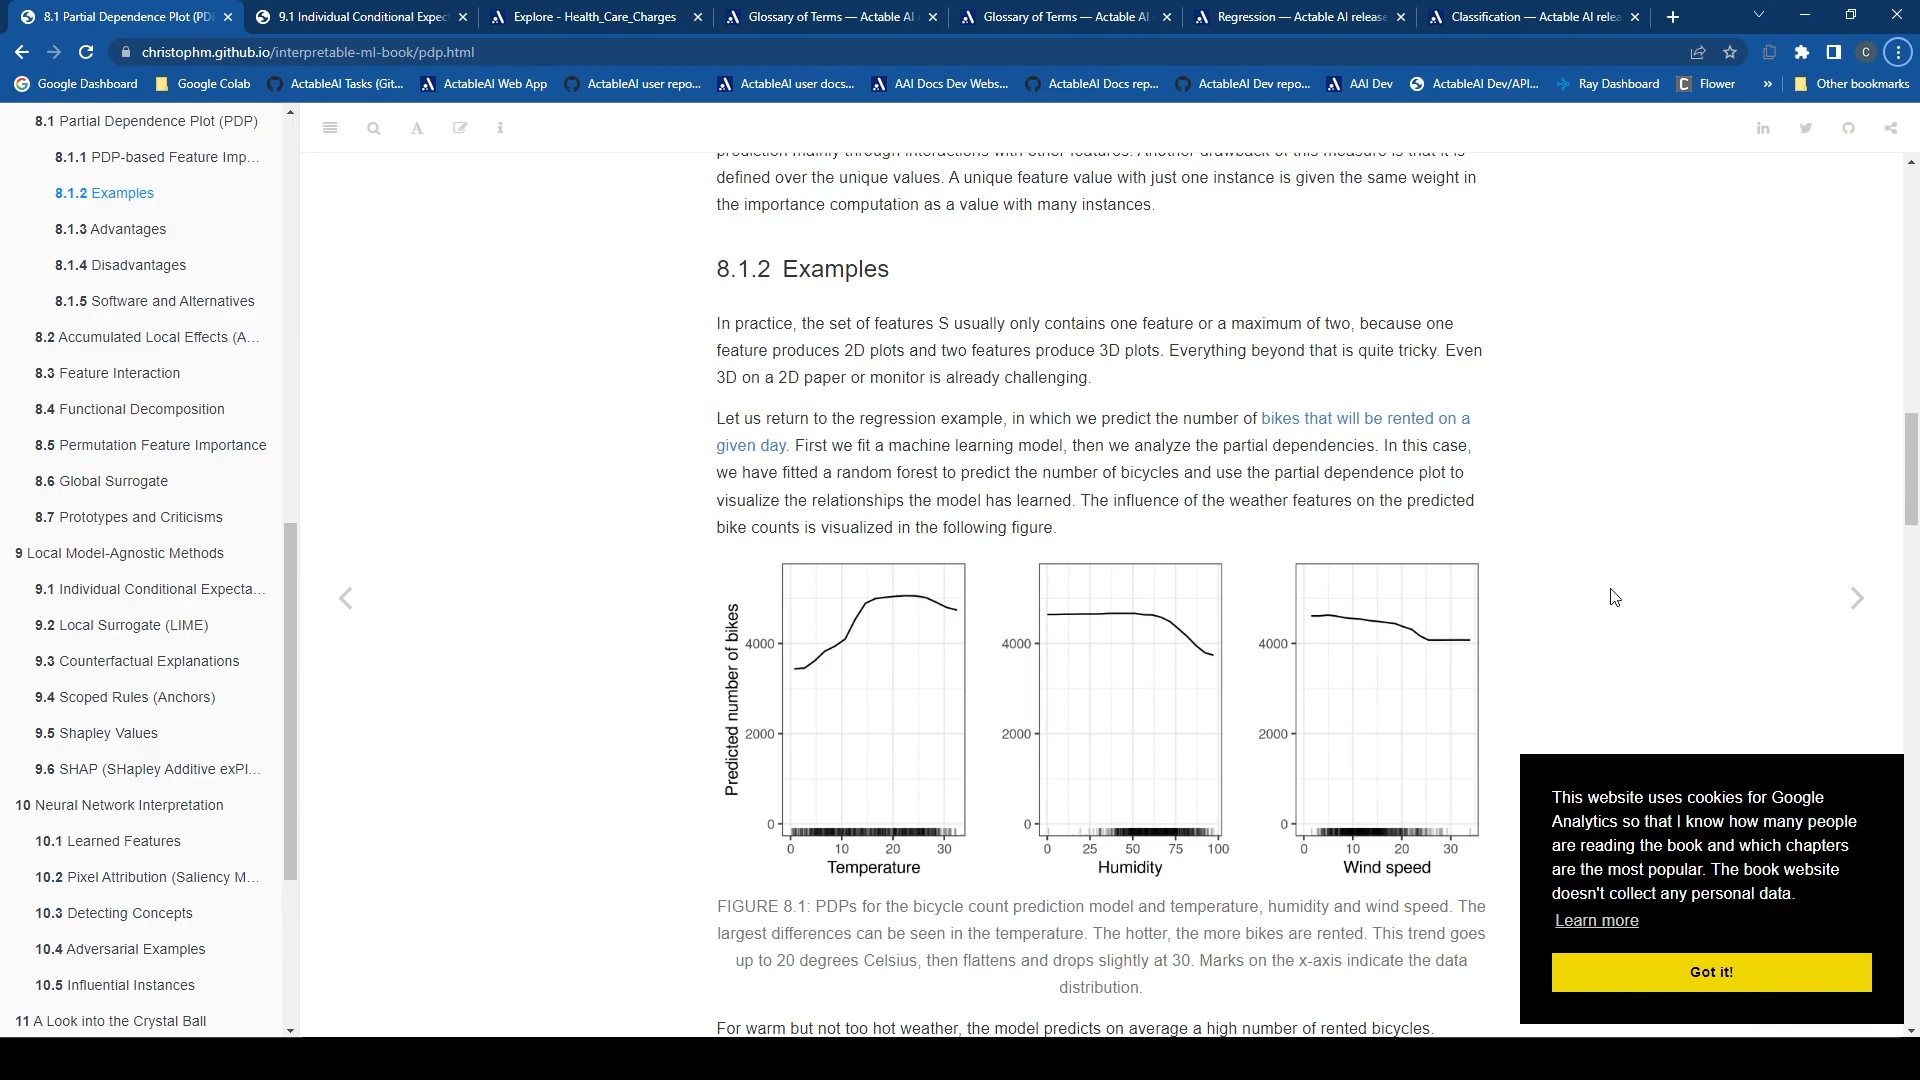 8.1 Partial Dependence Plot (PDP
9.1 Individual Conditional Expec
Explore - Health_Care_Charges
Glossary of Terms — Actable AI
Glossary of Terms — Actable AI
Regression — Actable AI release
Classification — Actable AI relea
christophm.github.io/interpretable-ml-book/pdp.html
C
Google Dashboard
Google Colab
ActableAI Tasks (Git...
ActableAI Web App
ActableAI user repo...
ActableAI user docs...
AAI Docs Dev Webs...
ActableAI Docs rep...
ActableAI Dev repo...
AAI Dev
ActableAI Dev/API...
Ray Dashboard
Flower
»
Other bookmarks
8.1 Partial Dependence Plot (PDP)
8.1.1 PDP-based Feature Imp...
8.1.2 Examples
8.1.3 Advantages
8.1.4 Disadvantages
8.1.5 Software and Alternatives
8.2 Accumulated Local Effects (A...
8.3 Feature Interaction
8.4 Functional Decomposition
8.5 Permutation Feature Importance
8.6 Global Surrogate
8.7 Prototypes and Criticisms
9 Local Model-Agnostic Methods
9.1 Individual Conditional Expecta...
9.2 Local Surrogate (LIME)
9.3 Counterfactual Explanations
9.4 Scoped Rules (Anchors)
9.5 Shapley Values
9.6 SHAP (SHapley Additive exPl...
10 Neural Network Interpretation
10.1 Learned Features
10.2 Pixel Attribution (Saliency M...
10.3 Detecting Concepts
10.4 Adversarial Examples
10.5 Influential Instances
11 A Look into the Crystal Ball
prediction mainly through interactions with other features. Another drawback of this measure is that it is
defined over the unique values. A unique feature value with just one instance is given the same weight in
the importance computation as a value with many instances.
8.1.2 Examples
In practice, the set of features S usually only contains one feature or a maximum of two, because one
feature produces 2D plots and two features produce 3D plots. Everything beyond that is quite tricky. Even
3D on a 2D paper or monitor is already challenging.
Let us return to the regression example, in which we predict the number of bikes that will be rented on a
given day. First we fit a machine learning model, then we analyze the partial dependencies. In this case,
we have fitted a random forest to predict the number of bicycles and use the partial dependence plot to
visualize the relationships the model has learned. The influence of the weather features on the predicted
bike counts is visualized in the following figure.
Predicted number of bikes
4000
2000
0
0 10 20 30
Temperature
4000
2000
0
0 25 50 75 100
Humidity
4000
2000
0
0 10 20 30
Wind speed
FIGURE 8.1: PDPs for the bicycle count prediction model and temperature, humidity and wind speed. The
largest differences can be seen in the temperature. The hotter, the more bikes are rented. This trend goes
up to 20 degrees Celsius, then flattens and drops slightly at 30. Marks on the x-axis indicate the data
distribution.
For warm but not too hot weather, the model predicts on average a high number of rented bicycles.
This website uses cookies for Google
Analytics so that I know how many people
are reading the book and which chapters
are the most popular. The book website
doesn't collect any personal data.
Learn more
Got it!